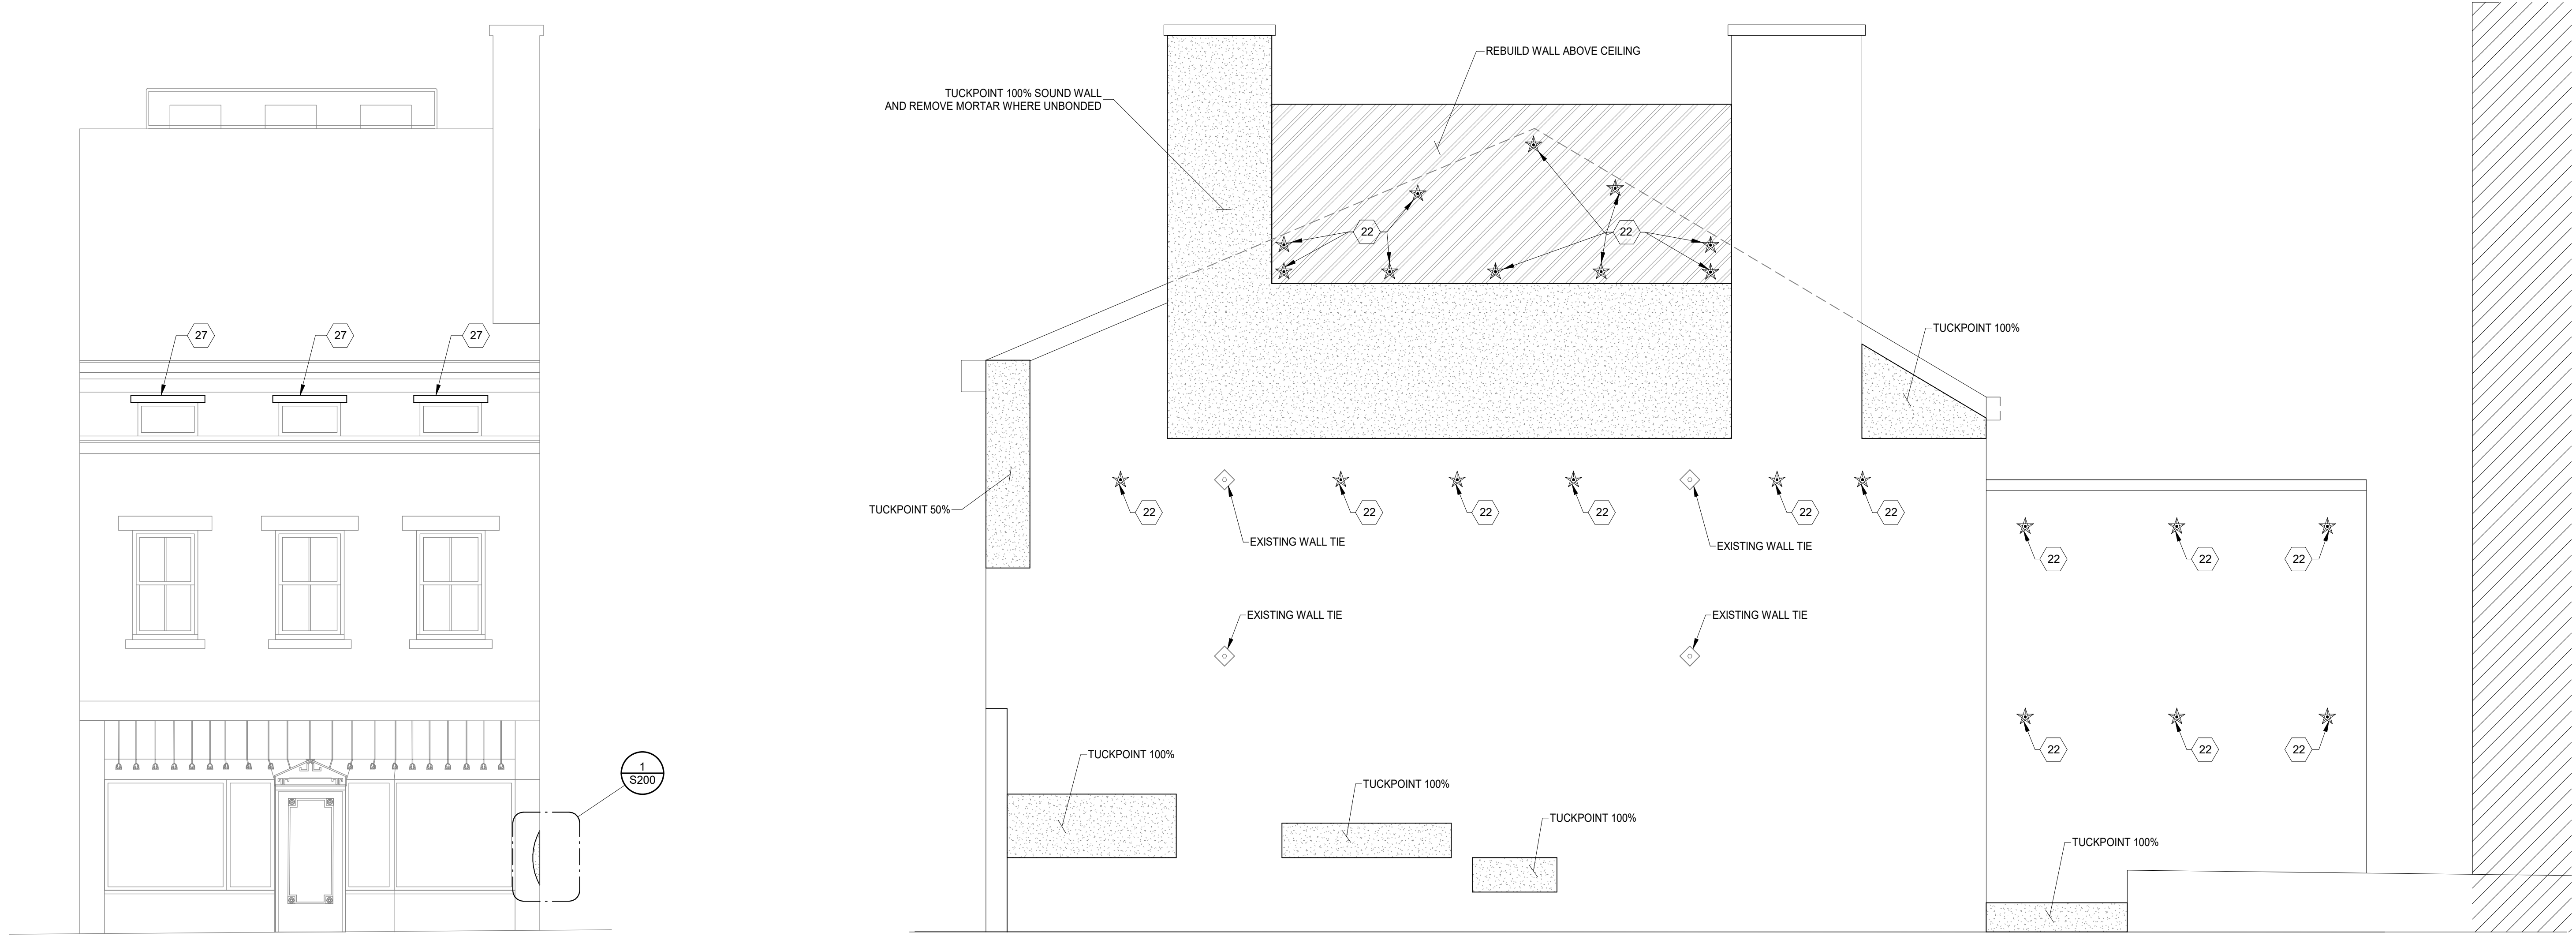 REBUILD WALL ABOVE CEILING
TUCKPOINT 100% SOUND WALL
AND REMOVE MORTAR WHERE UNBONDED
22
22
27
27
27
TUCKPOINT 100%
TUCKPOINT 50%
22
22
22
22
22
22
EXISTING WALL TIE
EXISTING WALL TIE
22
22
22
EXISTING WALL TIE
EXISTING WALL TIE
22
22
22
1
S200
TUCKPOINT 100%
TUCKPOINT 100%
TUCKPOINT 100%
TUCKPOINT 100%